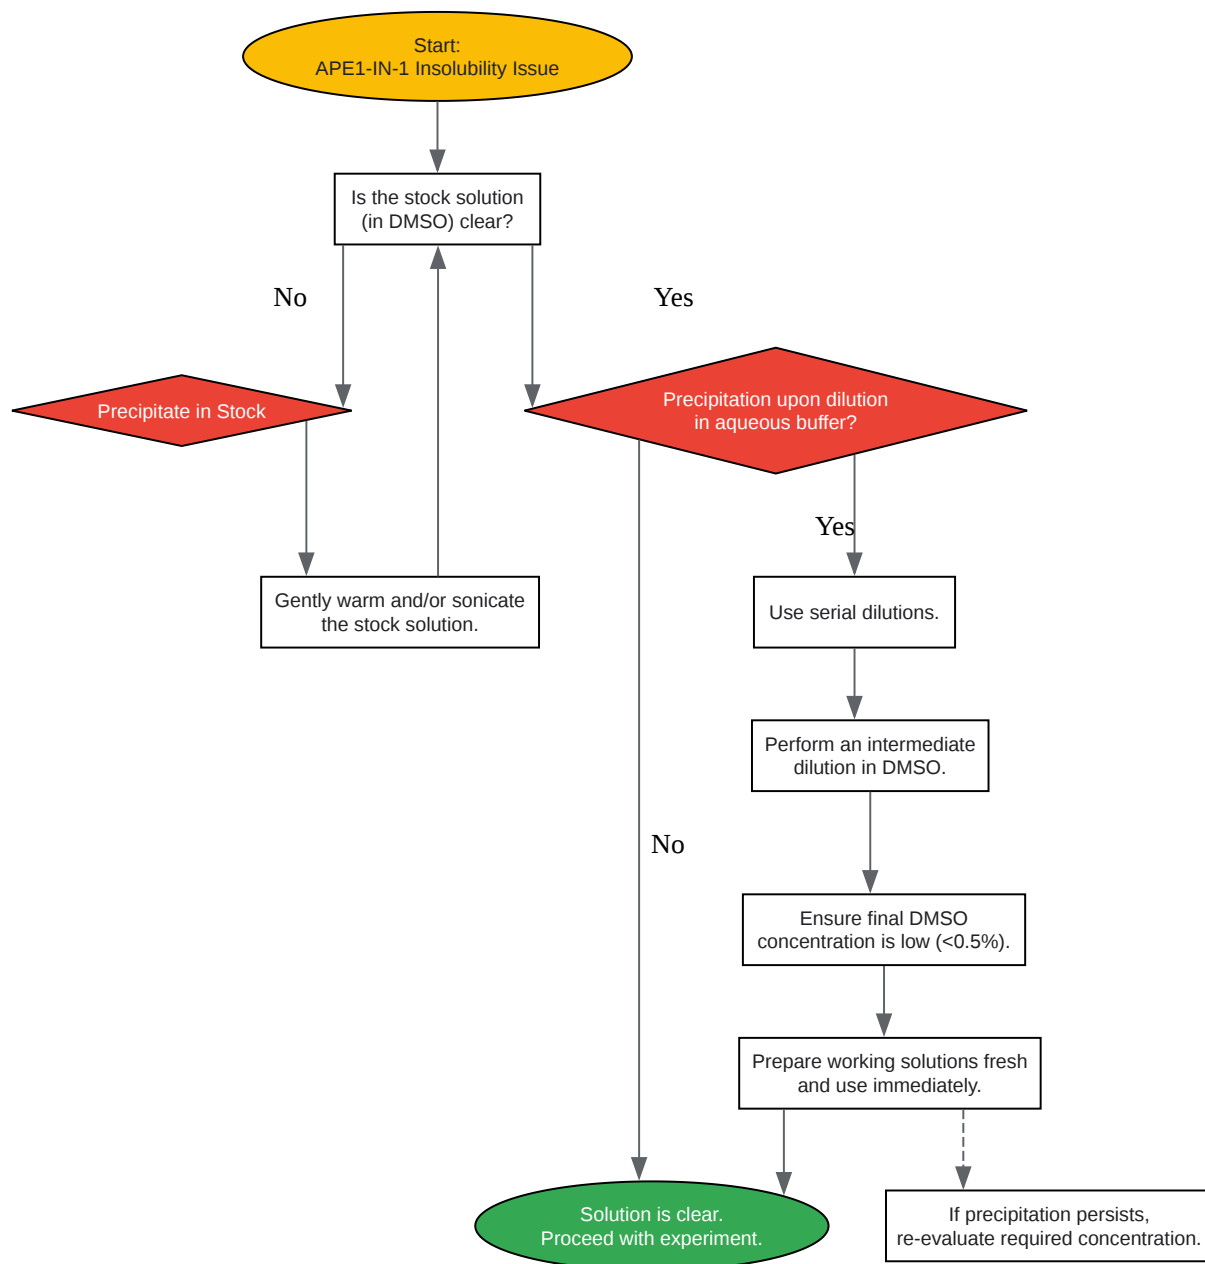 Start:
APE1-IN-1 Insolubility Issue
Is the stock solution
(in DMSO) clear?
No
Yes
Precipitate in Stock
Precipitation upon dilution
in aqueous buffer?
Yes
Gently warm and/or sonicate
the stock solution.
Use serial dilutions.
Perform an intermediate
dilution in DMSO.
No
Ensure final DMSO
concentration is low (<0.5%).
Prepare working solutions fresh
and use immediately.
Solution is clear.
Proceed with experiment.
If precipitation persists,
re-evaluate required concentration.